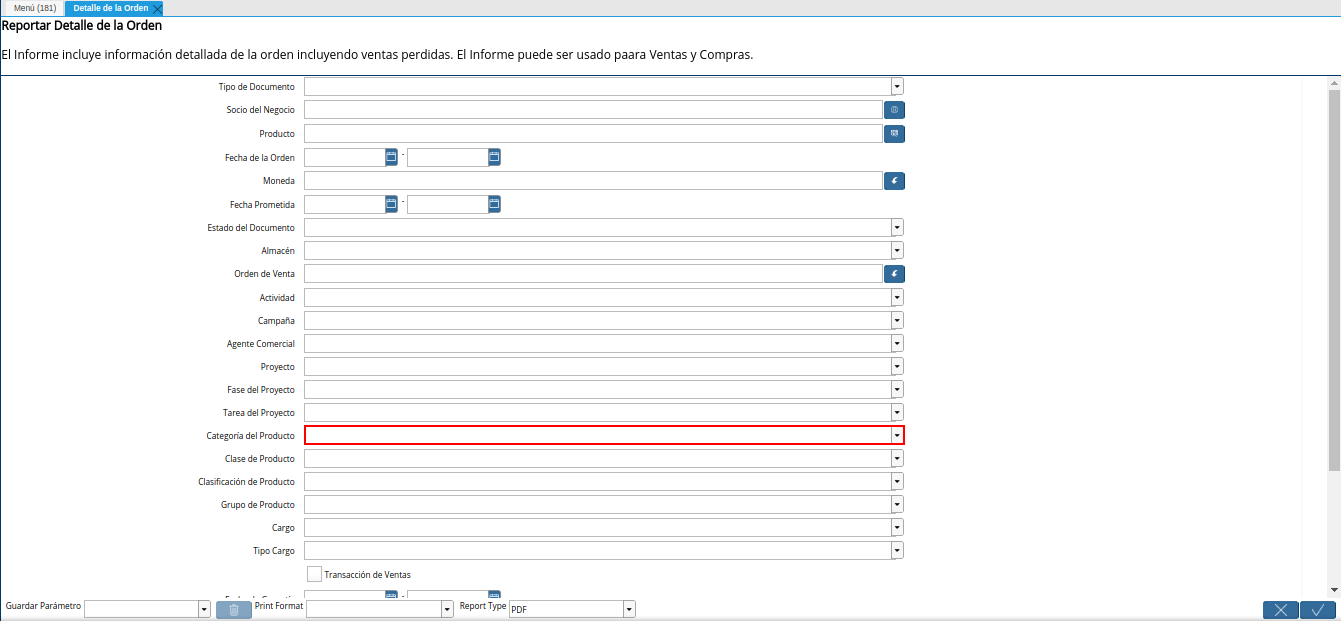 Menú (181)
Detalle de la Orden
Reportar Detalle de la Orden
El Informe incluye información detallada de la orden incluyendo ventas perdidas. El Informe puede ser usado paara Ventas y Compras.
Tipo de Documento
Socio del Negocio
Producto
Fecha de la Orden -
Moneda
Fecha Prometida -
Estado del Documento
Almacén
Orden de Venta
Actividad
Campaña
Agente Comercial
Proyecto
Fase del Proyecto
Tarea del Proyecto
Categoría del Producto
Clase de Producto
Clasificación de Producto
Grupo de Producto
Cargo
Tipo Cargo
Transacción de Ventas
Guardar Parámetro
Print Format
Report Type PDF